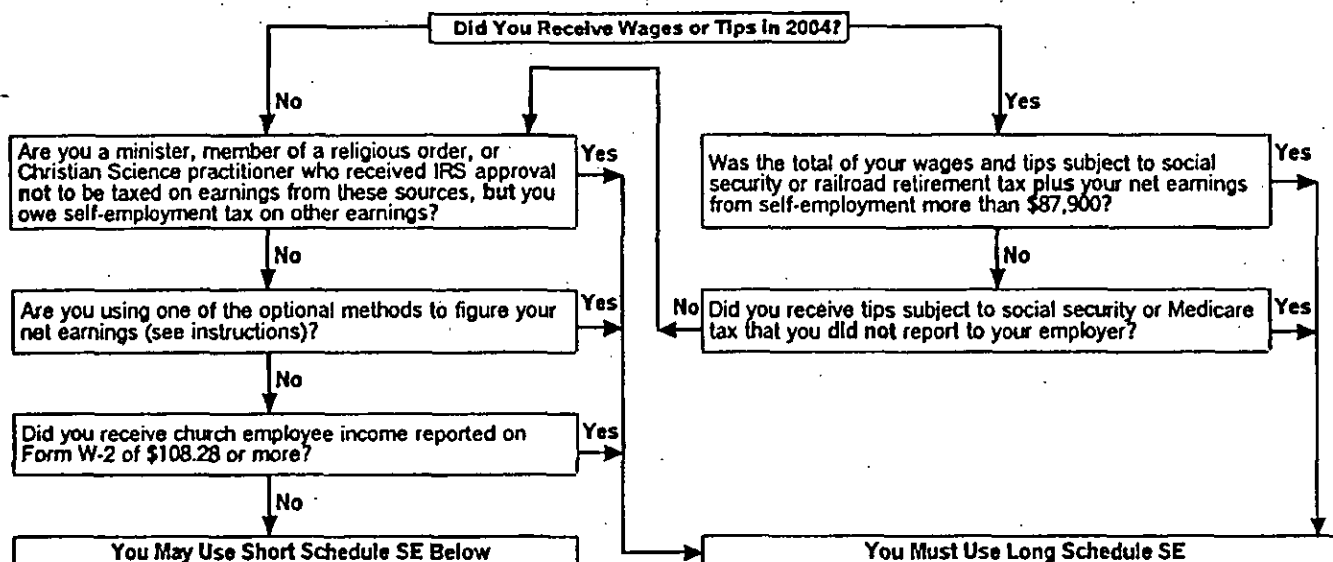 Did You Receive Wages or Tips in 2004?
No
Yes
Are you a minister, member of a religious order, or
Christian Science practitioner who received IRS approval
not to be taxed on earnings from these sources, but you
owe self-employment tax on other earnings?
Yes
Was the total of your wages and tips subject to social
security or railroad retirement tax plus your net earnings
from self-employment more than $87,900?
Yes
No
No
Are you using one of the optional methods to figure your
net earnings (see instructions)?
Yes
No
Did you receive tips subject to social security or Medicare
tax that you did not report to your employer?
Yes
No
Did you receive church employee income reported on
Form W-2 of $108.28 or more?
Yes
No
You May Use Short Schedule SE Below
You Must Use Long Schedule SE